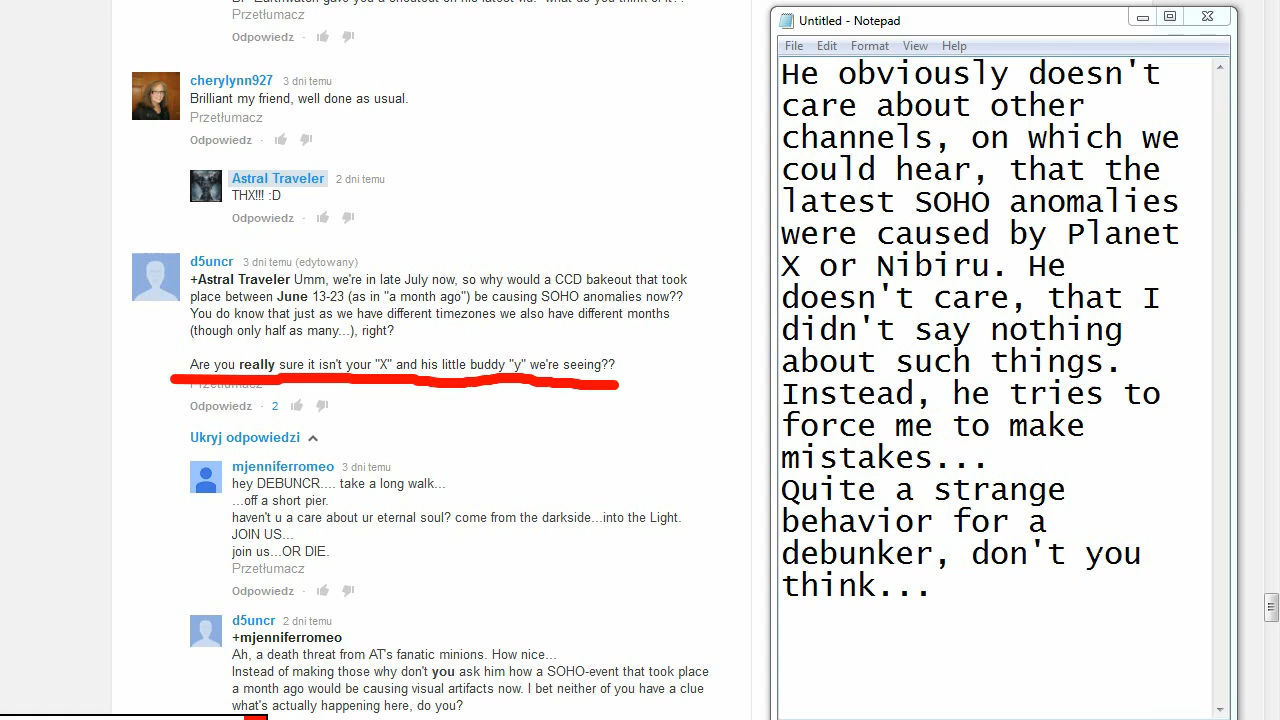 Przetłumacz
Odpowiedz
cherylynn927 3 dni temu
Brilliant my friend, well done as usual.
Przetłumacz
Odpowiedz
Astral Traveler 2 dni temu
THX!!! :D
Odpowiedz
d5uncr 3 dni temu (edytowany)
+Astral Traveler Umm, we're in late July now, so why would a CCD bakeout that took
place between June 13-23 (as in "a month ago") be causing SOHO anomalies now??
You do know that just as we have different timezones we also have different months
(though only half as many...), right?
Are you really sure it isn't your "X" and his little buddy "y" we're seeing??
Przetłumacz
Odpowiedz · 2
Ukryj odpowiedzi
mjenniferromeo 3 dni temu
hey DEBUNCR.... take a long walk...
...off a short pier.
haven't u a care about ur eternal soul? come from the darkside...into the Light.
JOIN US...
join us...OR DIE.
Przetłumacz
Odpowiedz
d5uncr 2 dni temu
+mjenniferromeo
Ah, a death threat from AT's fanatic minions. How nice...
Instead of making those why don't you ask him how a SOHO-event that took place
a month ago would be causing visual artifacts now. I bet neither of you have a clue
what's actually happening here, do you?
Untitled - Notepad
File Edit Format View Help
He obviously doesn't
care about other
channels, on which we
could hear, that the
latest SOHO anomalies
were caused by Planet
X or Nibiru. He
doesn't care, that I
didn't say nothing
about such things.
Instead, he tries to
force me to make
mistakes...
Quite a strange
behavior for a
debunker, don't you
think...